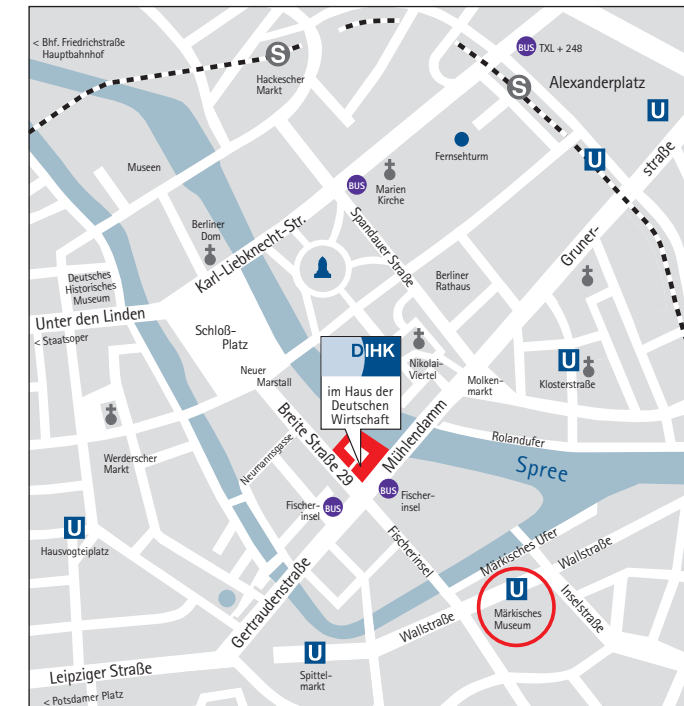 < Bhf. Friedrichstraße
Hauptbahnhof
S
Hackescher
Markt
BUS TXL + 248
S
Alexanderplatz
U
U
Fernsehturm
straße
Gruner-
Museen
BUS
Marien
Kirche
Berliner
Dom
Karl-Liebknecht-Str.
Spandauer Straße
Berliner
Rathaus
Deutsches
Historisches
Museum
Unter den Linden
< Staatsoper
Schloß-
Platz
Neuer
Marstall
DIHK
im Haus der
Deutschen
Wirtschaft
Nikolai-
Viertel
Molken-
markt
U
Klosterstraße
Breite Straße 29
Mühlendamm
Rolandufer
Spree
Neumannsgasse
Werderscher
Markt
U
Hausvogteiplatz
Fischer-
insel
BUS
BUS
Fischer-
insel
Fischerinsel
Märkisches Ufer
Wallstraße
U
Märkisches
Museum
Inselstraße
Wallstraße
Gertraudenstraße
U
Spittel-
markt
Leipziger Straße
< Potsdamer Platz